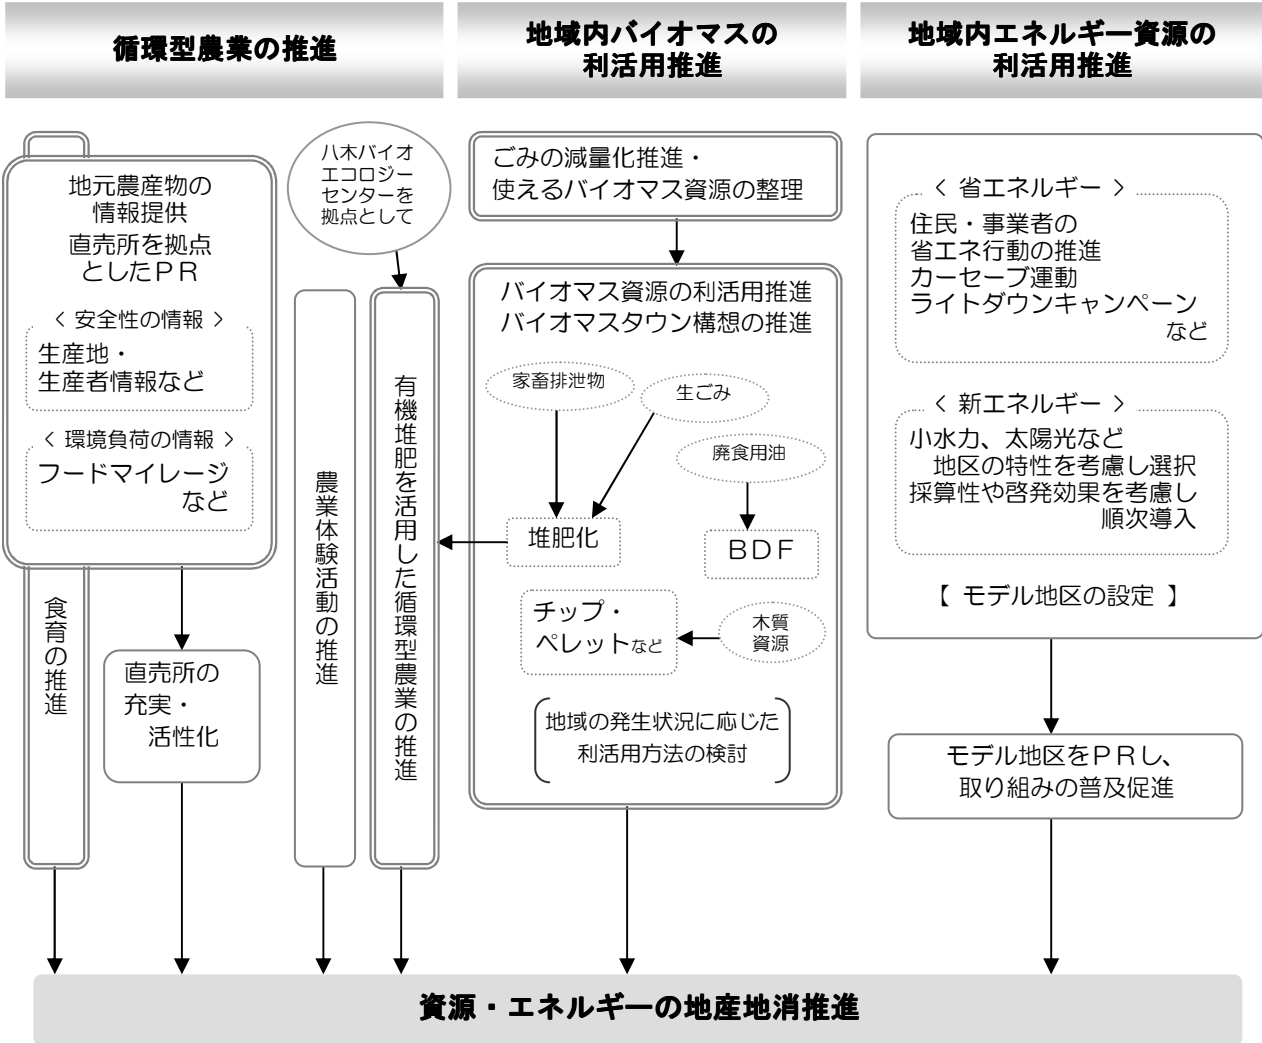 循環型農業の推進
地域内バイオマスの
利活用推進
地域内エネルギー資源の
利活用推進
地元農産物の
情報提供
直売所を拠点
としたＰＲ
〈 安全性の情報 〉
生産地・
生産者情報など
〈 環境負荷の情報 〉
フードマイレージ
など
食育の推進
直売所の
充実・
活性化
八木バイオ
エコロジー
センターを
拠点として
農業体験活動の推進
有機堆肥を活用した循環型農業の推進
ごみの減量化推進・
使えるバイオマス資源の整理
バイオマス資源の利活用推進
バイオマスタウン構想の推進
家畜排泄物
生ごみ
廃食用油
堆肥化
ＢＤＦ
チップ・
ペレットなど
木質
資源
地域の発生状況に応じた
利活用方法の検討
〈 省エネルギー 〉
住民・事業者の
省エネ行動の推進
カーセーブ運動
ライトダウンキャンペーン
など
〈 新エネルギー 〉
小水力、太陽光など
地区の特性を考慮し選択
採算性や啓発効果を考慮し
順次導入
【 モデル地区の設定 】
モデル地区をＰＲし、
取り組みの普及促進
資源・エネルギーの地産地消推進